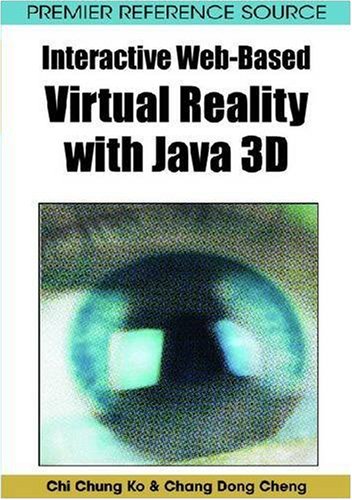 PREMIER REFERENCE SOURCE
Interactive Web-Based
Virtual Reality
with Java 3D
Chi Chung Ko & Chang Dong Cheng